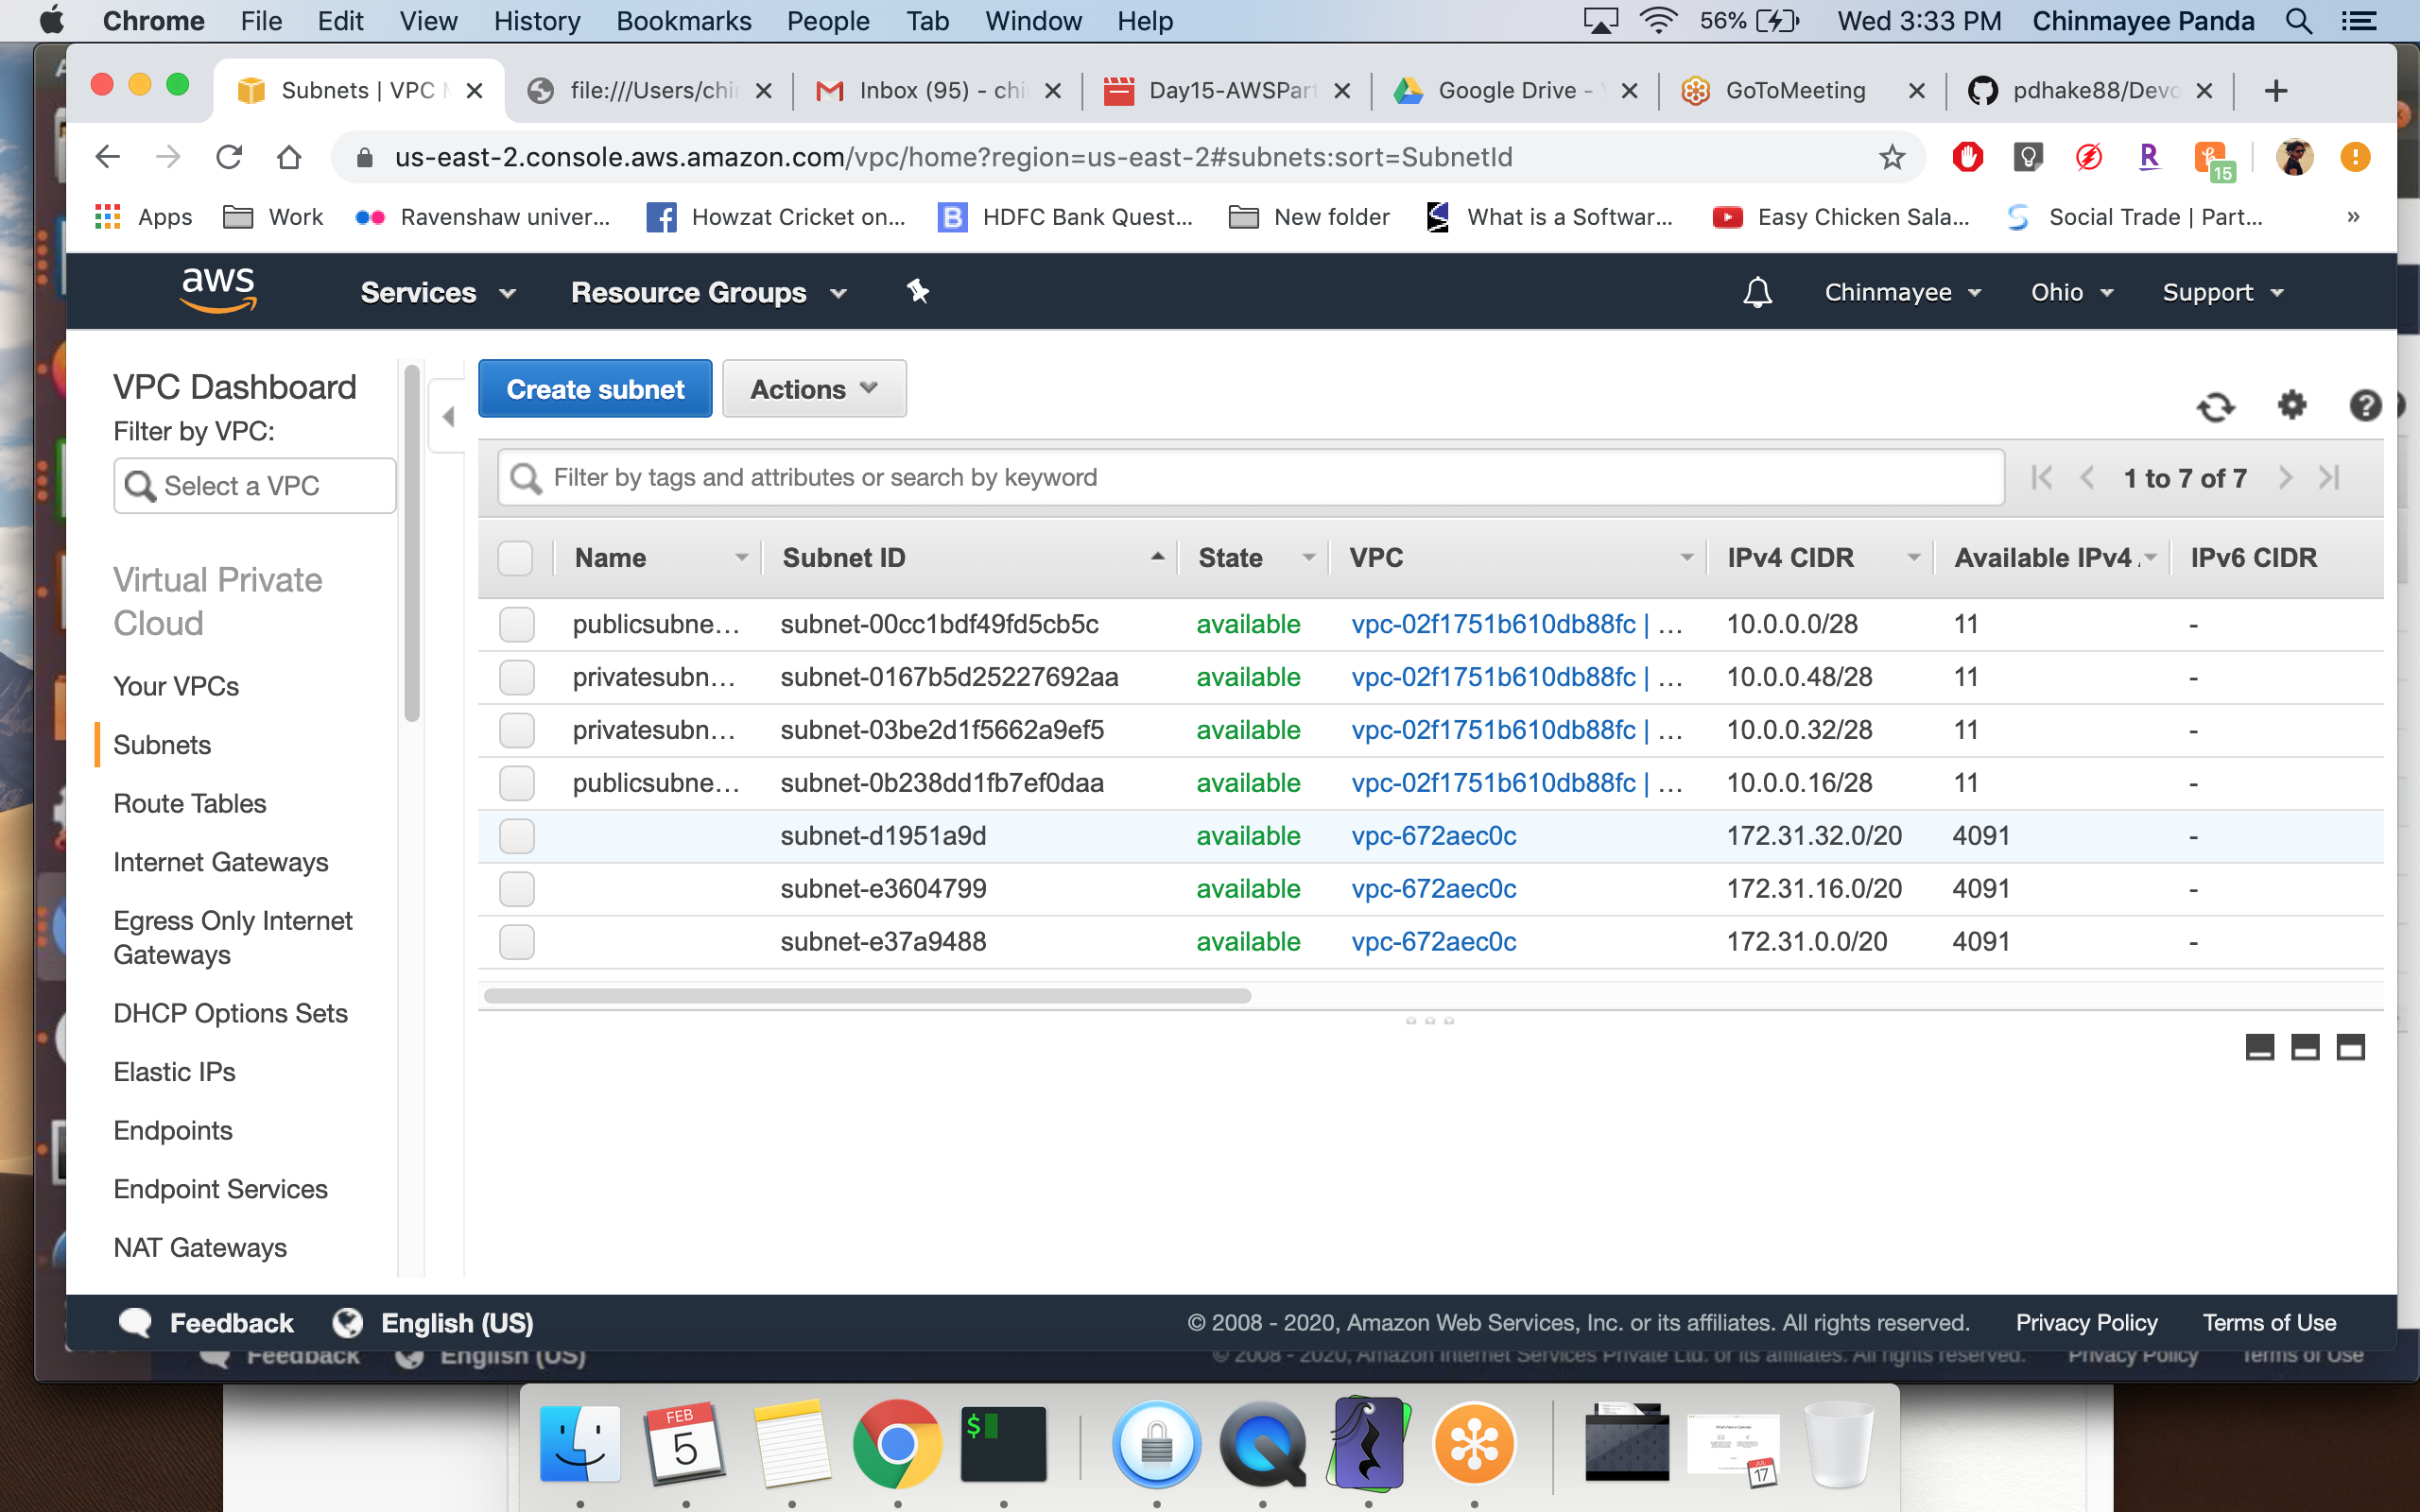 Chrome File Edit View History Bookmarks People Tab Window Help 56% Wed 3:33 PM Chinmayee Panda
Subnets | VPC M file:///Users/chin Inbox (95) - chi Day15-AWSPart Google Drive - GoToMeeting pdhake88/Devo
us-east-2.console.aws.amazon.com/vpc/home?region=us-east-2#subnets:sort=SubnetId R 15
Apps Work Ravenshaw univer... Howzat Cricket on... B HDFC Bank Quest... New folder What is a Softwar... Easy Chicken Sala... Social Trade | Part... »
aws Services Resource Groups Chinmayee Ohio Support
VPC Dashboard
Filter by VPC:
Select a VPC
Virtual Private
Cloud
Your VPCs
Subnets
Route Tables
Internet Gateways
Egress Only Internet
Gateways
DHCP Options Sets
Elastic IPs
Endpoints
Endpoint Services
NAT Gateways
Create subnet Actions
Filter by tags and attributes or search by keyword 1 to 7 of 7
Name Subnet ID State VPC IPv4 CIDR Available IPv4 IPv6 CIDR
publicsubne... subnet-00cc1bdf49fd5cb5c available vpc-02f1751b610db88fc | ... 10.0.0.0/28 11 -
privatesubn... subnet-0167b5d25227692aa available vpc-02f1751b610db88fc | ... 10.0.0.48/28 11 -
privatesubn... subnet-03be2d1f5662a9ef5 available vpc-02f1751b610db88fc | ... 10.0.0.32/28 11 -
publicsubne... subnet-0b238dd1fb7ef0daa available vpc-02f1751b610db88fc | ... 10.0.0.16/28 11 -
subnet-d1951a9d available vpc-672aec0c 172.31.32.0/20 4091 -
subnet-e3604799 available vpc-672aec0c 172.31.16.0/20 4091 -
subnet-e37a9488 available vpc-672aec0c 172.31.0.0/20 4091 -
Feedback English (US) © 2008 - 2020, Amazon Web Services, Inc. or its affiliates. All rights reserved. Privacy Policy Terms of Use
Feedback English (US) © 2008 - 2020, Amazon Internet Services Private Ltd. or its affiliates. All rights reserved. Privacy Policy Terms of Use
FEB
5
$
17